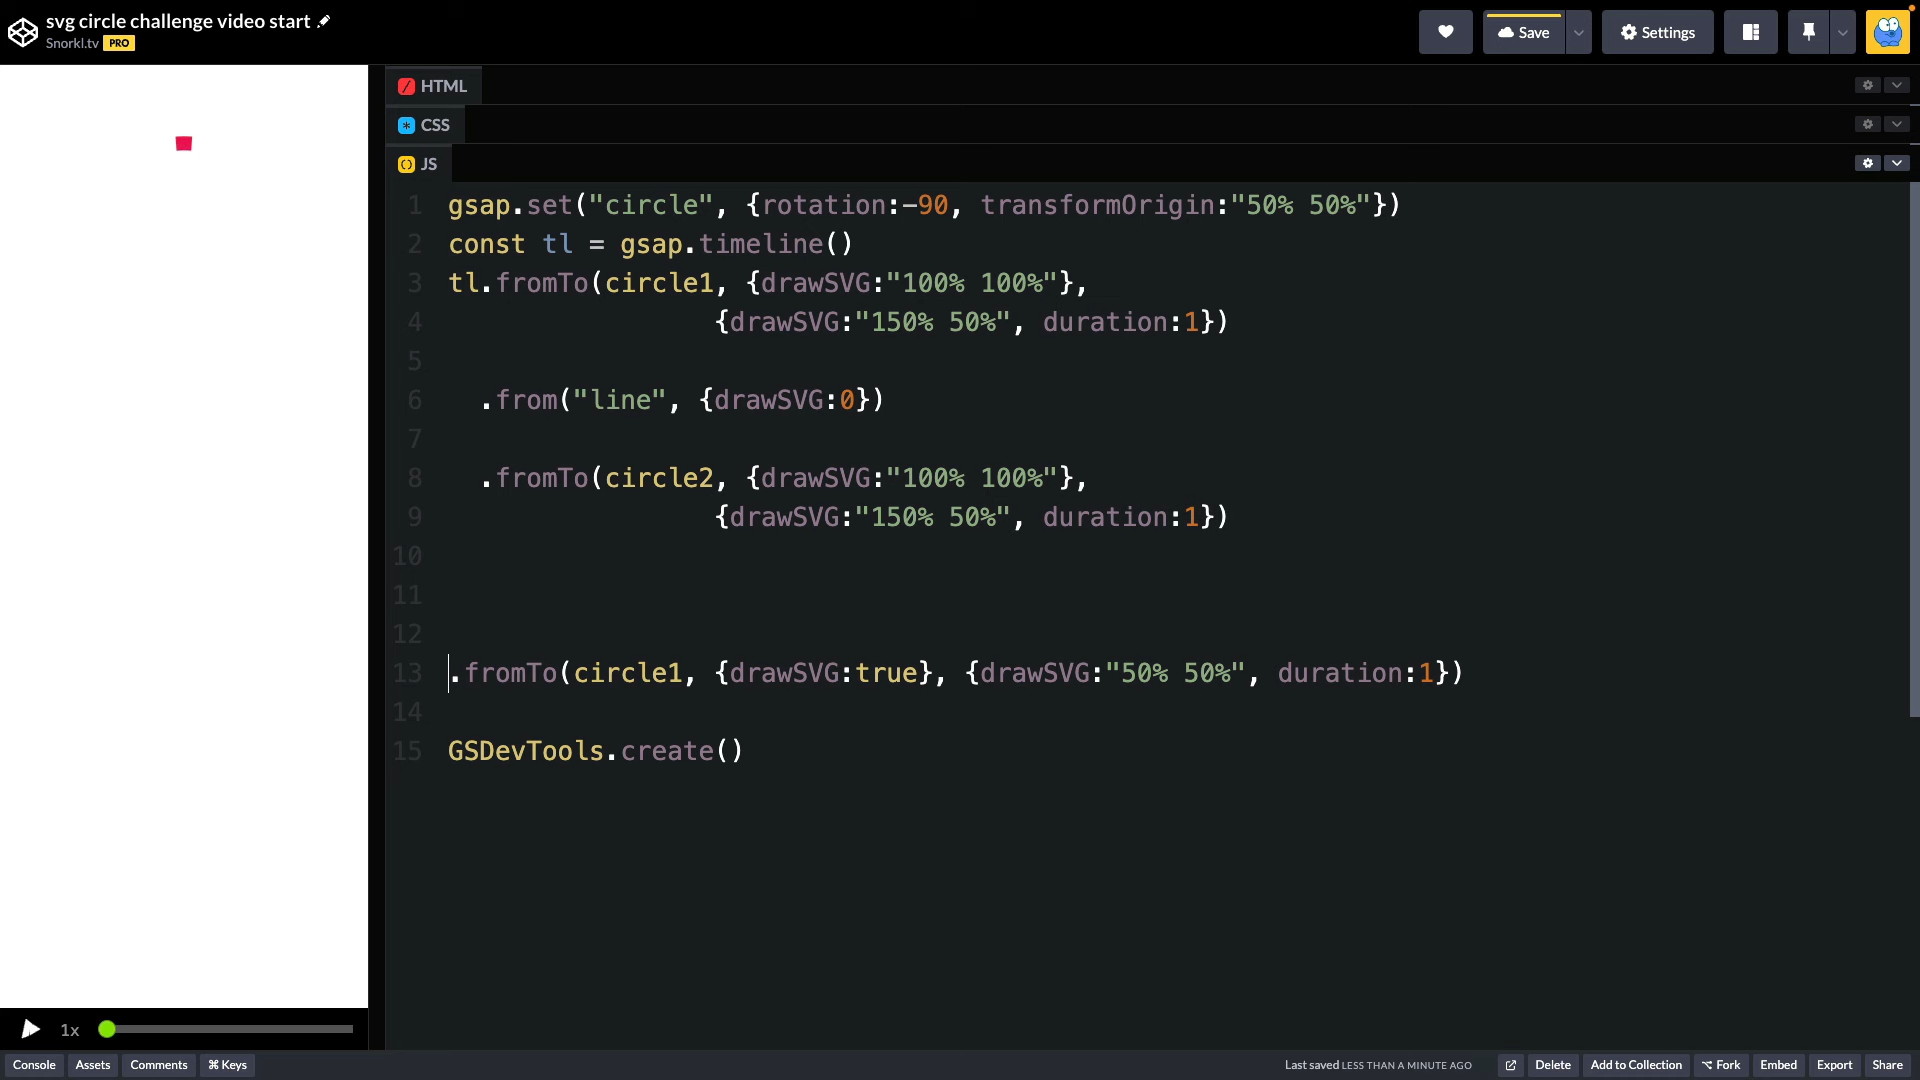 svg circle challenge video start
Snorkl.tv PRO
Save
Settings
HTML
CSS
JS
1 gsap.set("circle", {rotation:-90, transformOrigin:"50% 50%"})
2 const tl = gsap.timeline()
3 tl.fromTo(circle1, {drawSVG:"100% 100%"},
4 {drawSVG:"150% 50%", duration:1})
5
6 .from("line", {drawSVG:0})
7
8 .fromTo(circle2, {drawSVG:"100% 100%"},
9 {drawSVG:"150% 50%", duration:1})
10
11
12
13 .fromTo(circle1, {drawSVG:true}, {drawSVG:"50% 50%", duration:1})
14
15 GSDevTools.create()
1x
Console Assets Comments ⌘ Keys Last saved LESS THAN A MINUTE AGO Delete Add to Collection ⌥ Fork Embed Export Share